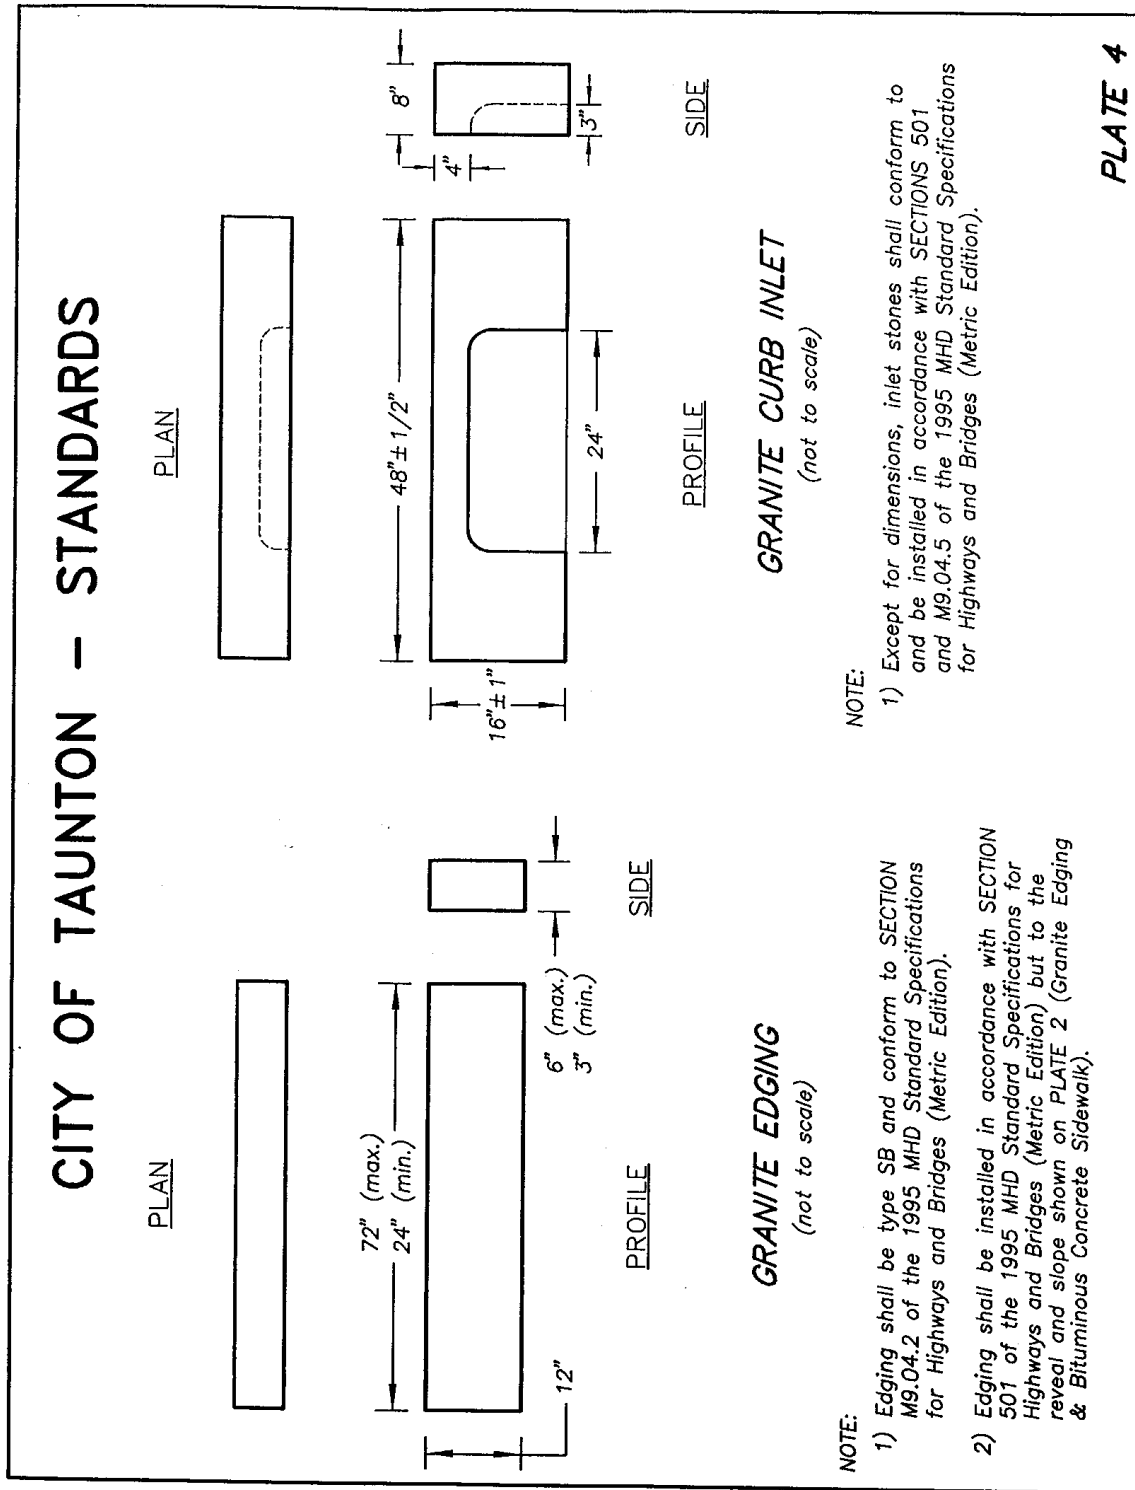 CITY OF TAUNTON – STANDARDS
PLAN
72" (max.)
24" (min.)
12"
6" (max.)
3" (min.)
PROFILE
SIDE
GRANITE EDGING
(not to scale)
NOTE:
1) Edging shall be type SB and conform to SECTION
M9.04.2 of the 1995 MHD Standard Specifications
for Highways and Bridges (Metric Edition).
2) Edging shall be installed in accordance with SECTION
501 of the 1995 MHD Standard Specifications for
Highways and Bridges (Metric Edition) but to the
reveal and slope shown on PLATE 2 (Granite Edging
& Bituminous Concrete Sidewalk).
PLAN
48"± 1/2"
16"± 1"
24"
8"
4"
3"
PROFILE
SIDE
GRANITE CURB INLET
(not to scale)
NOTE:
1) Except for dimensions, inlet stones shall conform to
and be installed in accordance with SECTIONS 501
and M9.04.5 of the 1995 MHD Standard Specifications
for Highways and Bridges (Metric Edition).
PLATE 4